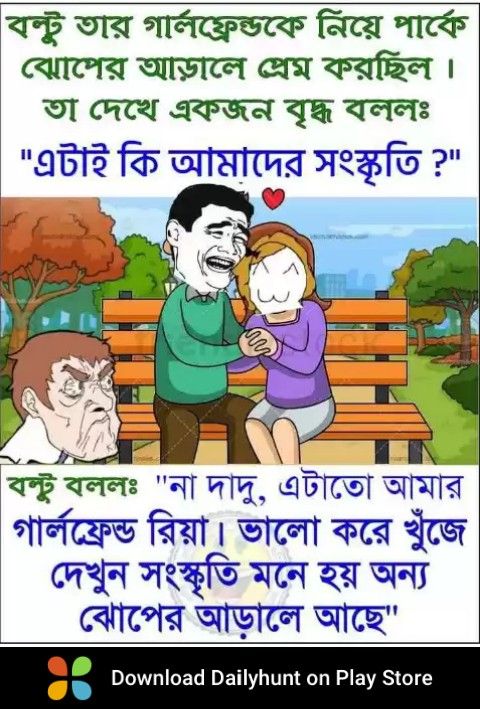 বল্টু তার গার্লফ্রেন্ডকে নিয়ে পার্কে
ঝোপের আড়ালে প্রেম করছিল ।
তা দেখে একজন বৃদ্ধ বললঃ
"এটাই কি আমাদের সংস্কৃতি ?"
বল্টু বললঃ "না দাদু, এটাতো আমার
গার্লফ্রেন্ড রিয়া। ভালো করে খুঁজে
দেখুন সংস্কৃতি মনে হয় অন্য
ঝোপের আড়ালে আছে"
Download Dailyhunt on Play Store